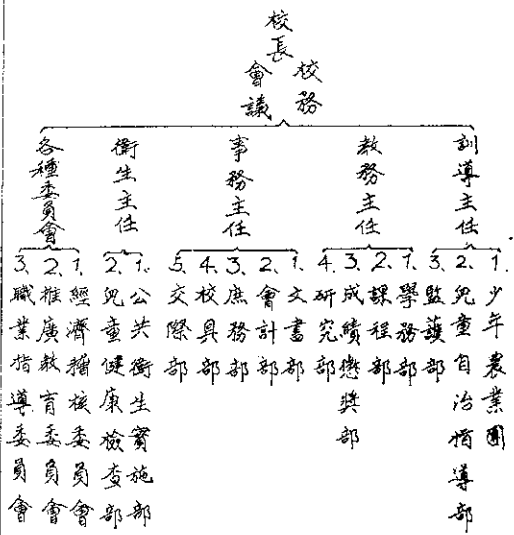 校長
校務
會議
訓導主任
1.少年農業團
2.兒童自治指導部
3.監護部
教務主任
1.學務部
2.課程部
3.成績懲獎部
4.研究部
事務主任
1.文書部
2.會計部
3.庶務部
4.校具部
5.交際部
衛生主任
1.公共衛生實施部
2.兒童健康檢查部
各種委員會
1.經濟稽核委員會
2.推廣教育委員會
3.職業指導委員會